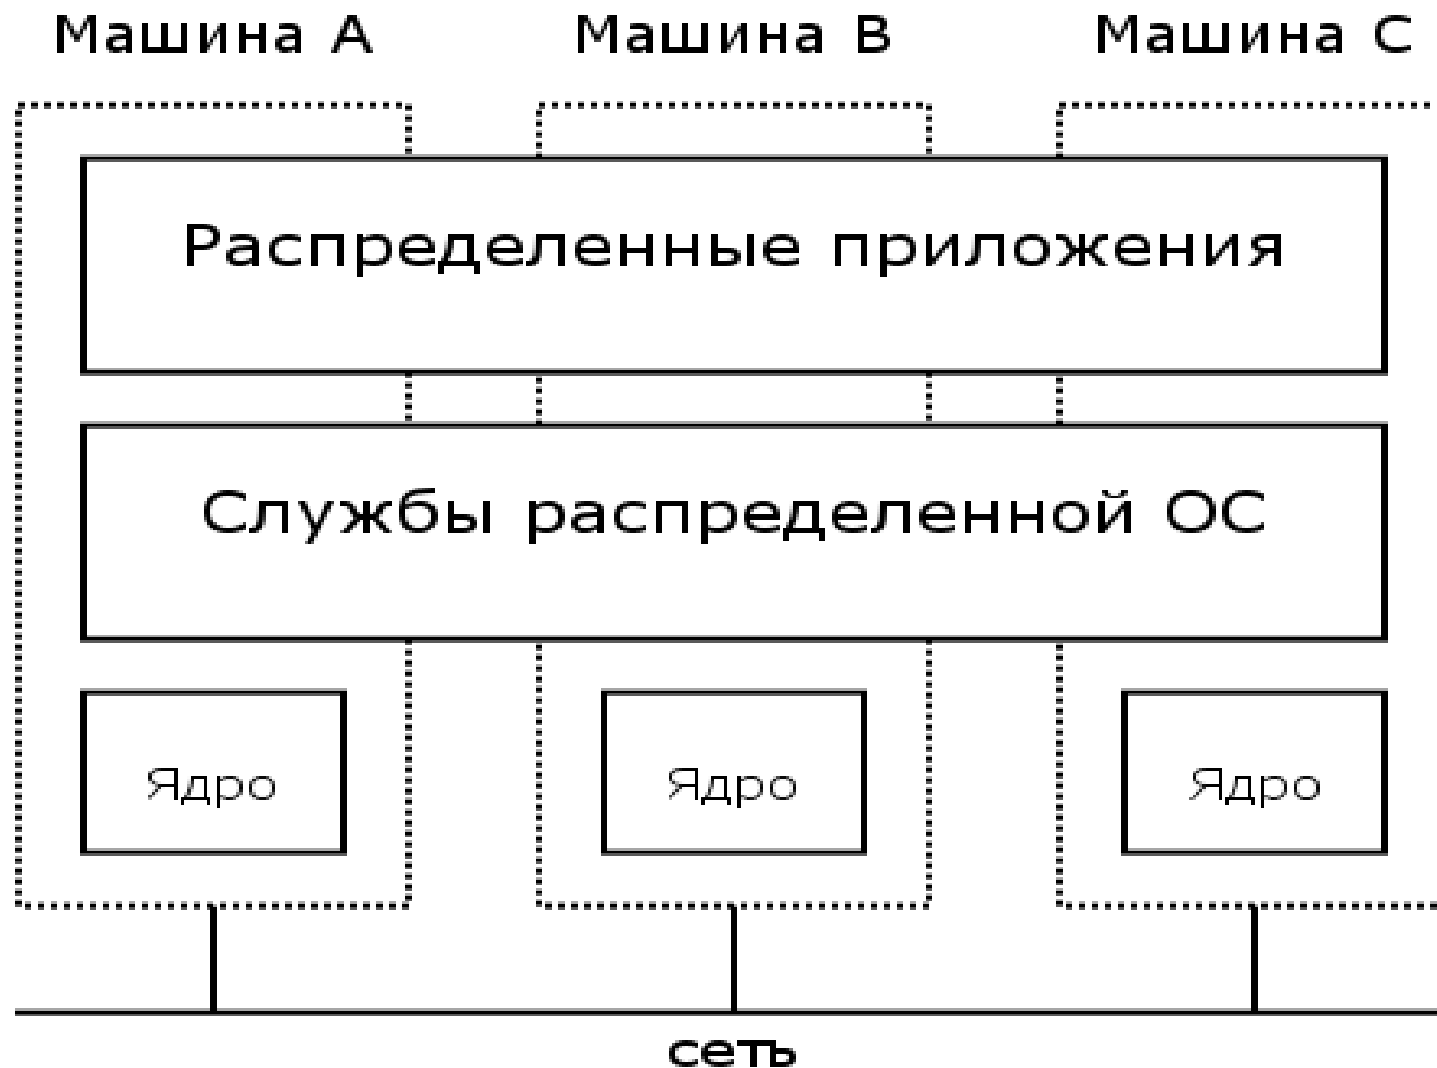 Машина A
Машина B
Машина C
Распределенные приложения
Службы распределенной ОС
Ядро
Ядро
Ядро
сеть